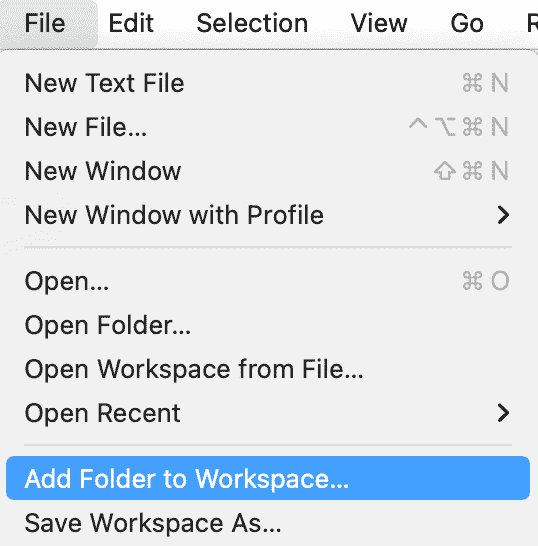 File Edit Selection View Go R
New Text File ⌘ N
New File... ^ ⌥ ⌘ N
New Window ⇧ ⌘ N
New Window with Profile
Open... ⌘ O
Open Folder...
Open Workspace from File...
Open Recent
Add Folder to Workspace...
Save Workspace As...